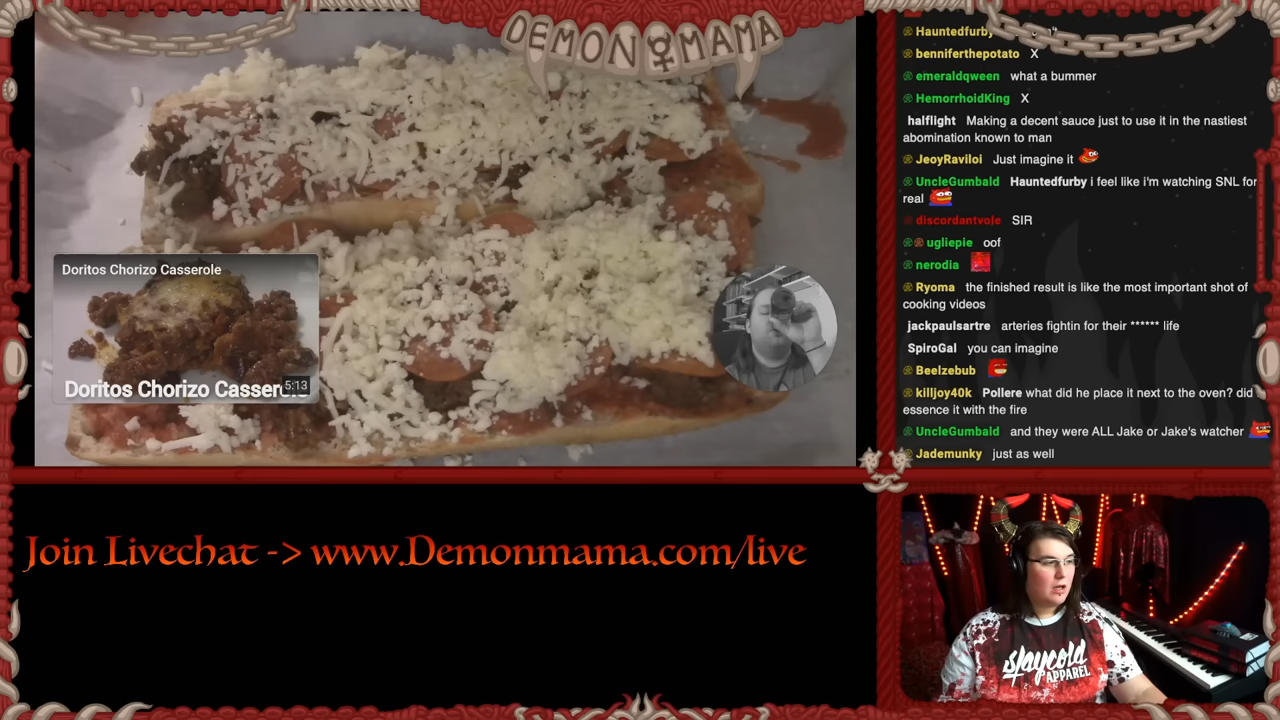 DEMON MAMA
Doritos Chorizo Casserole
Doritos Chorizo Casserole
5:13
Hauntedfurby
benniferthepotato X
emeraldqween what a bummer
HemorrhoidKing X
halflight Making a decent sauce just to use it in the nastiest
abomination known to man
JeoyRaviloi Just imagine it
UncleGumbald Hauntedfurby i feel like i'm watching SNL for
real
discordantvole SIR
ugliepie oof
nerodia
Ryoma the finished result is like the most important shot of
cooking videos
jackpaulsartre arteries fightin for their ****** life
SpiroGal you can imagine
Beelzebub
killjoy40k Pollere what did he place it next to the oven? did
essence it with the fire
UncleGumbald and they were ALL Jake or Jake's watcher
Jademunky just as well
Join Livechat -> www.Demonmama.com/live
staycold
APPAREL